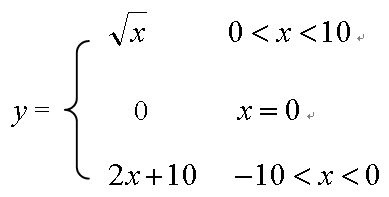 √x 0 < x < 10 ↵
y = { 0 x = 0 ↵
2x + 10 −10 < x < 0